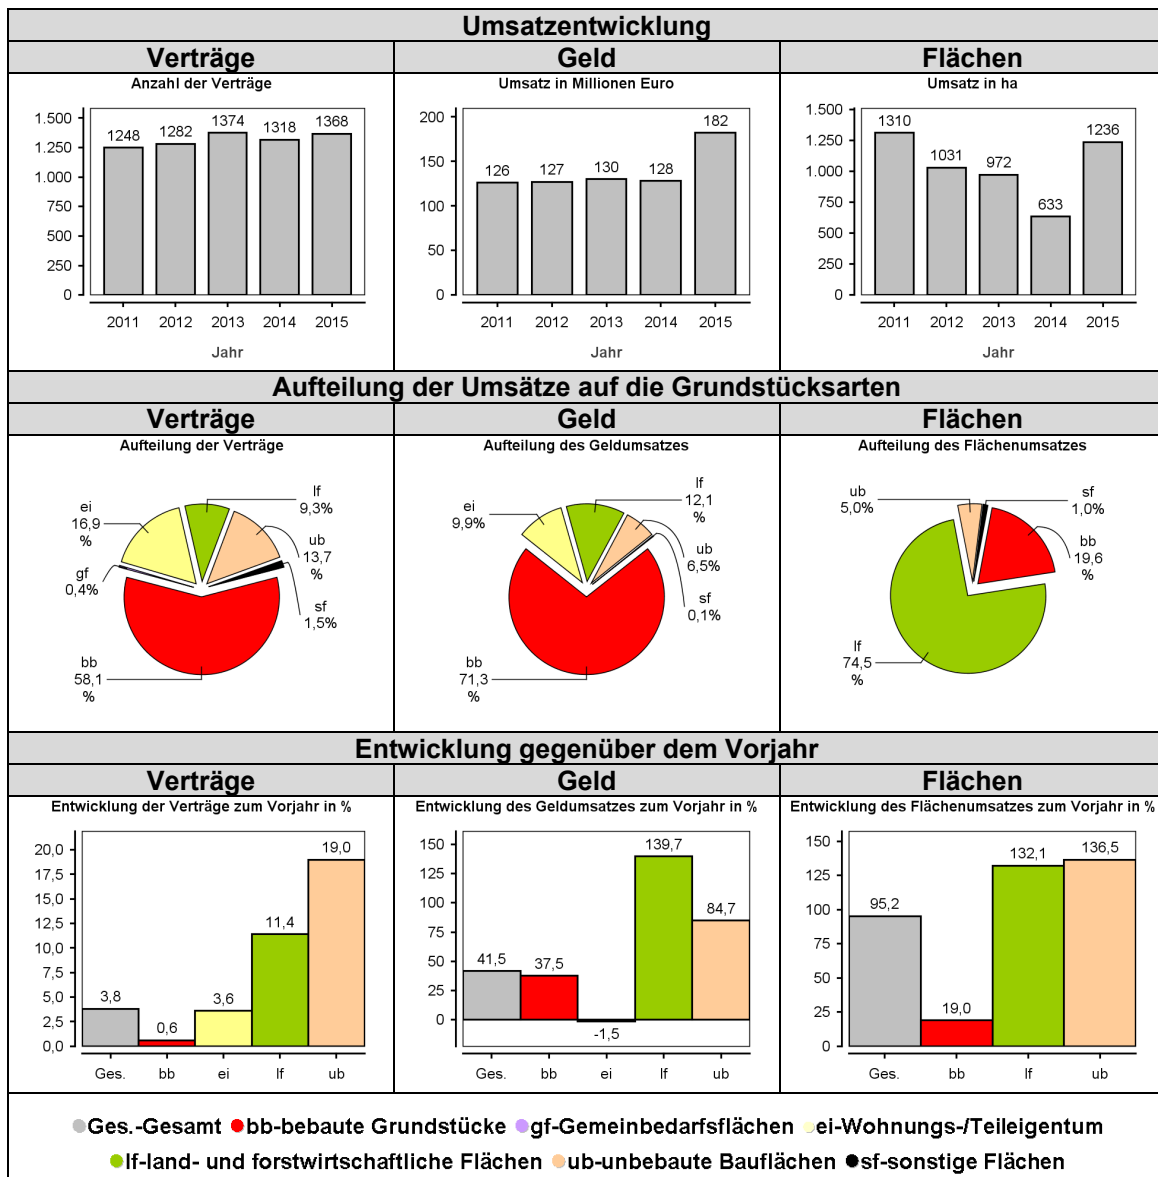 Umsatzentwicklung
Verträge
Geld
Flächen
Anzahl der Verträge
1.500
1.250
1.000
750
500
250
0
1248
1282
1374
1318
1368
2011
2012
2013
2014
2015
Jahr
Umsatz in Millionen Euro
200
150
100
50
0
126
127
130
128
182
2011
2012
2013
2014
2015
Jahr
Umsatz in ha
1.500
1.250
1.000
750
500
250
0
1310
1031
972
633
1236
2011
2012
2013
2014
2015
Jahr
Aufteilung der Umsätze auf die Grundstücksarten
Verträge
Geld
Flächen
Aufteilung der Verträge
lf
9,3%
ei
16,9
%
ub
13,7
%
gf
0,4%
sf
1,5%
bb
58,1
%
Aufteilung des Geldumsatzes
lf
12,1
%
ei
9,9%
ub
6,5%
sf
0,1%
bb
71,3
%
Aufteilung des Flächenumsatzes
ub
5,0%
sf
1,0%
bb
19,6
%
lf
74,5
%
Entwicklung gegenüber dem Vorjahr
Verträge
Geld
Flächen
Entwicklung der Verträge zum Vorjahr in %
20,0
17,5
15,0
12,5
10,0
7,5
5,0
2,5
0,0
3,8
0,6
3,6
11,4
19,0
Ges.
bb
ei
lf
ub
Entwicklung des Geldumsatzes zum Vorjahr in %
150
125
100
75
50
25
0
41,5
37,5
-1,5
139,7
84,7
Ges.
bb
ei
lf
ub
Entwicklung des Flächenumsatzes zum Vorjahr in %
150
125
100
75
50
25
0
95,2
19,0
132,1
136,5
Ges.
bb
lf
ub
Ges.-Gesamt bb-bebaute Grundstücke gf-Gemeinbedarfsflächen ei-Wohnungs-/Teileigentum
lf-land- und forstwirtschaftliche Flächen ub-unbebaute Bauflächen sf-sonstige Flächen